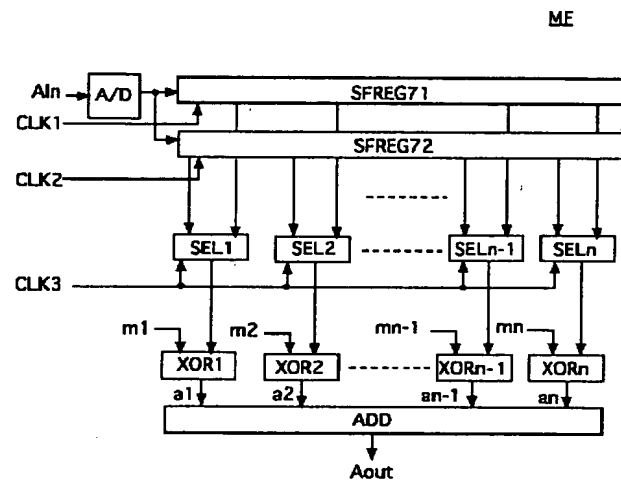 MF
AIn
A/D
SFREG71
CLK1
SFREG72
CLK2
SEL1 SEL2 SELn-1 SELn
CLK3
m1 m2 mn-1 mn
XOR1 XOR2 XORn-1 XORn
a1 a2 an-1 an
ADD
Aout